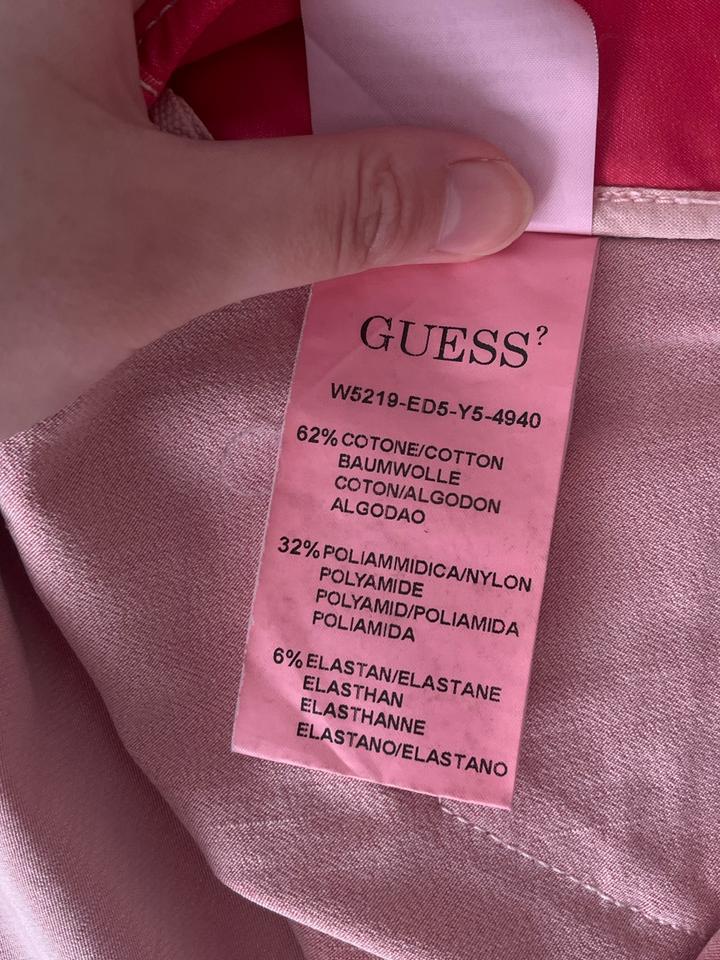 GUESS?
W5219-ED5-Y5-4940
62% COTONE/COTTON
BAUMWOLLE
COTON/ALGODON
ALGODAO
32% POLIAMMIDICA/NYLON
POLYAMIDE
POLYAMID/POLIAMIDA
POLIAMIDA
6% ELASTAN/ELASTANE
ELASTHAN
ELASTHANNE
ELASTANO/ELASTANO